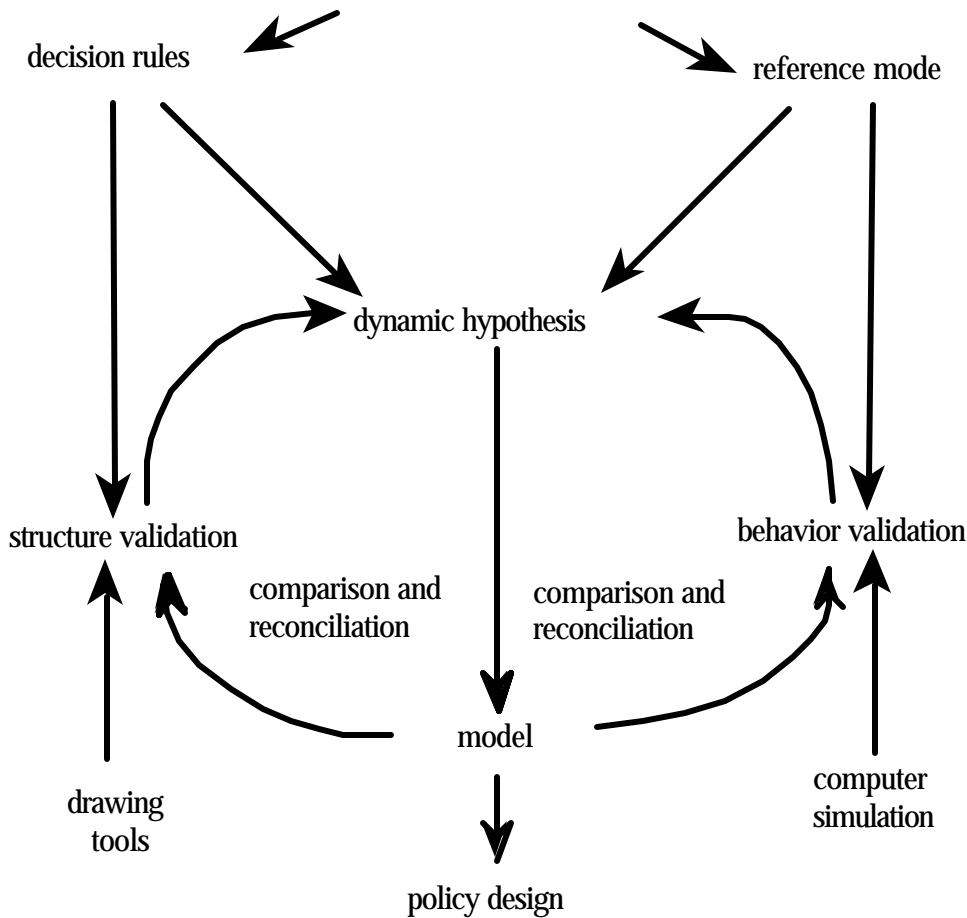 decision rules
reference mode
dynamic hypothesis
structure validation
behavior validation
comparison and
reconciliation
comparison and
reconciliation
model
drawing
tools
computer
simulation
policy design